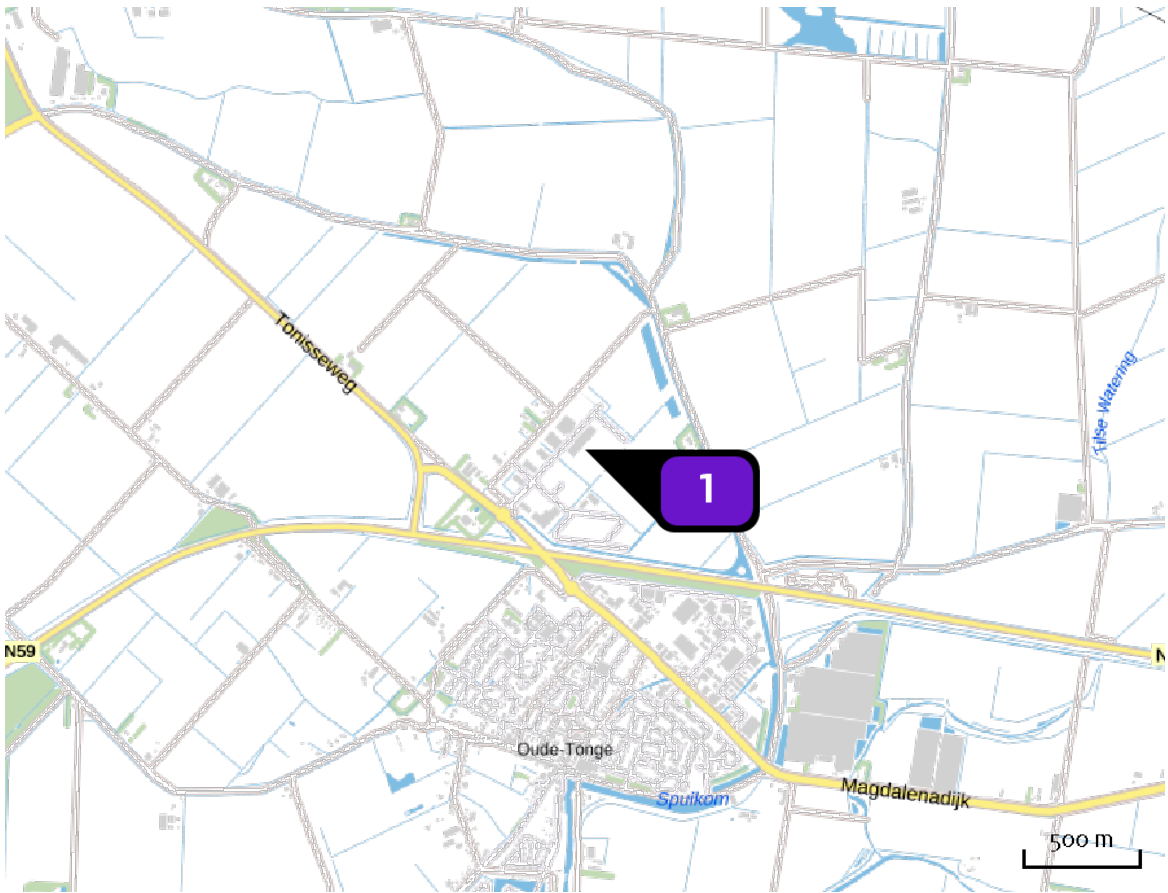 Tonisseweg
Tilse Watering
1
N59
N
Oude-Tonge
Spuikom
Magdalenadijk
500 m